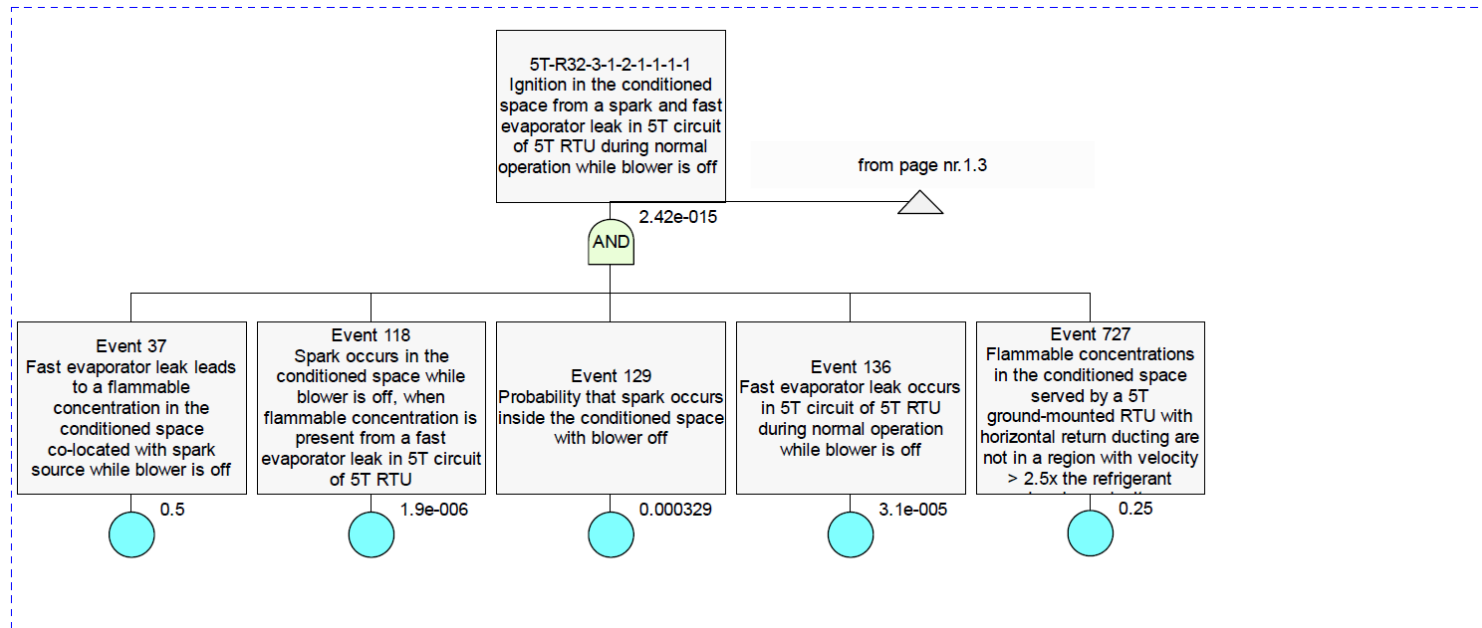 5T-R32-3-1-2-1-1-1-1
Ignition in the conditioned
space from a spark and fast
evaporator leak in 5T circuit
of 5T RTU during normal
operation while blower is off
from page nr.1.3
2.42e-015
AND
Event 37
Fast evaporator leak leads
to a flammable
concentration in the
conditioned space
co-located with spark
source while blower is off
0.5
Event 118
Spark occurs in the
conditioned space while
blower is off, when
flammable concentration is
present from a fast
evaporator leak in 5T circuit
of 5T RTU
1.9e-006
Event 129
Probability that spark occurs
inside the conditioned space
with blower off
0.000329
Event 136
Fast evaporator leak occurs
in 5T circuit of 5T RTU
during normal operation
while blower is off
3.1e-005
Event 727
Flammable concentrations
in the conditioned space
served by a 5T
ground-mounted RTU with
horizontal return ducting are
not in a region with velocity
> 2.5x the refrigerant
0.25